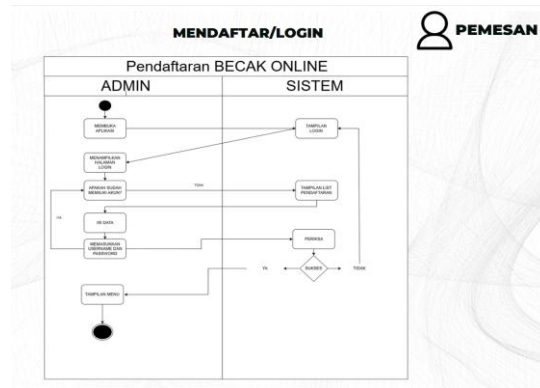 MENDAFTAR/LOGIN
PEMESAN
Pendaftaran BECAK ONLINE
ADMIN
SISTEM
MEMBUKA
APLIKASI
TAMPILAN
LOGIN
MENAMPILKAN
HALAMAN
LOGIN
APAKAH SUDAH
MEMILIKI AKUN?
TIDAK
TAMPILAN LIST
PENDAFTARAN
YA
ISI DATA
MEMASUKKAN
USERNAME DAN
PASSWORD
PERIKSA
YA
SUKSES
TIDAK
TAMPILAN MENU